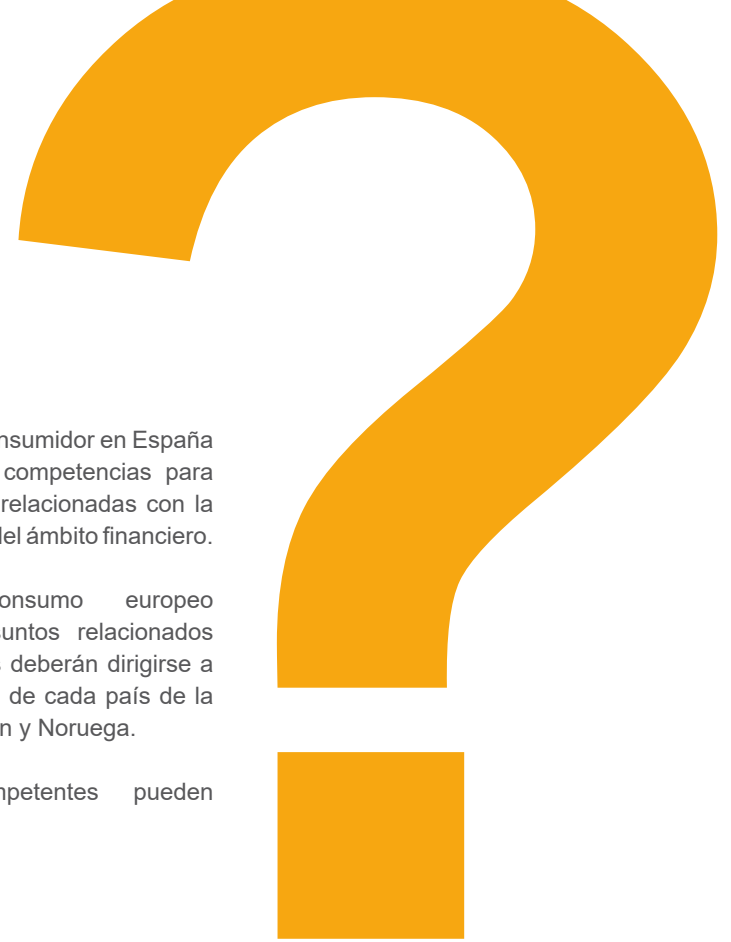 nsumidor en España
competencias para
relacionadas con la
del ámbito financiero.
onsumo europeo
suntos relacionados
deberán dirigirse a
de cada país de la
n y Noruega.
mpetentes pueden
?